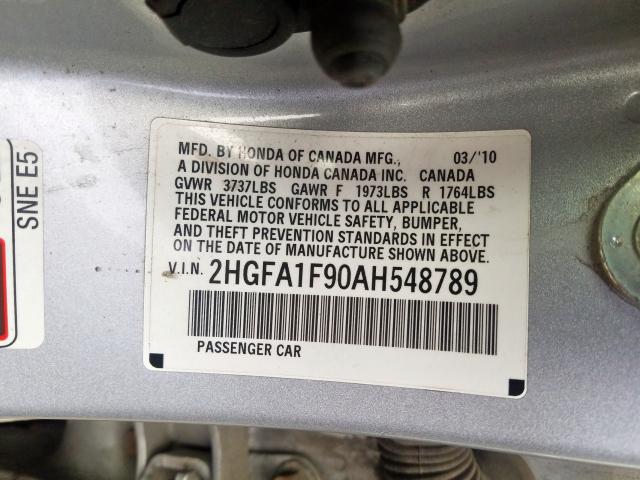 MFD. BY HONDA OF CANADA MFG., 03/'10
A DIVISION OF HONDA CANADA INC. CANADA
GVWR 3737LBS GAWR F 1973LBS R 1764LBS
THIS VEHICLE CONFORMS TO ALL APPLICABLE
FEDERAL MOTOR VEHICLE SAFETY, BUMPER,
AND THEFT PREVENTION STANDARDS IN EFFECT
ON THE DATE OF MANUFACTURE SHOWN ABOVE.
V.I.N. 2HGFA1F90AH548789
PASSENGER CAR
SNE E5